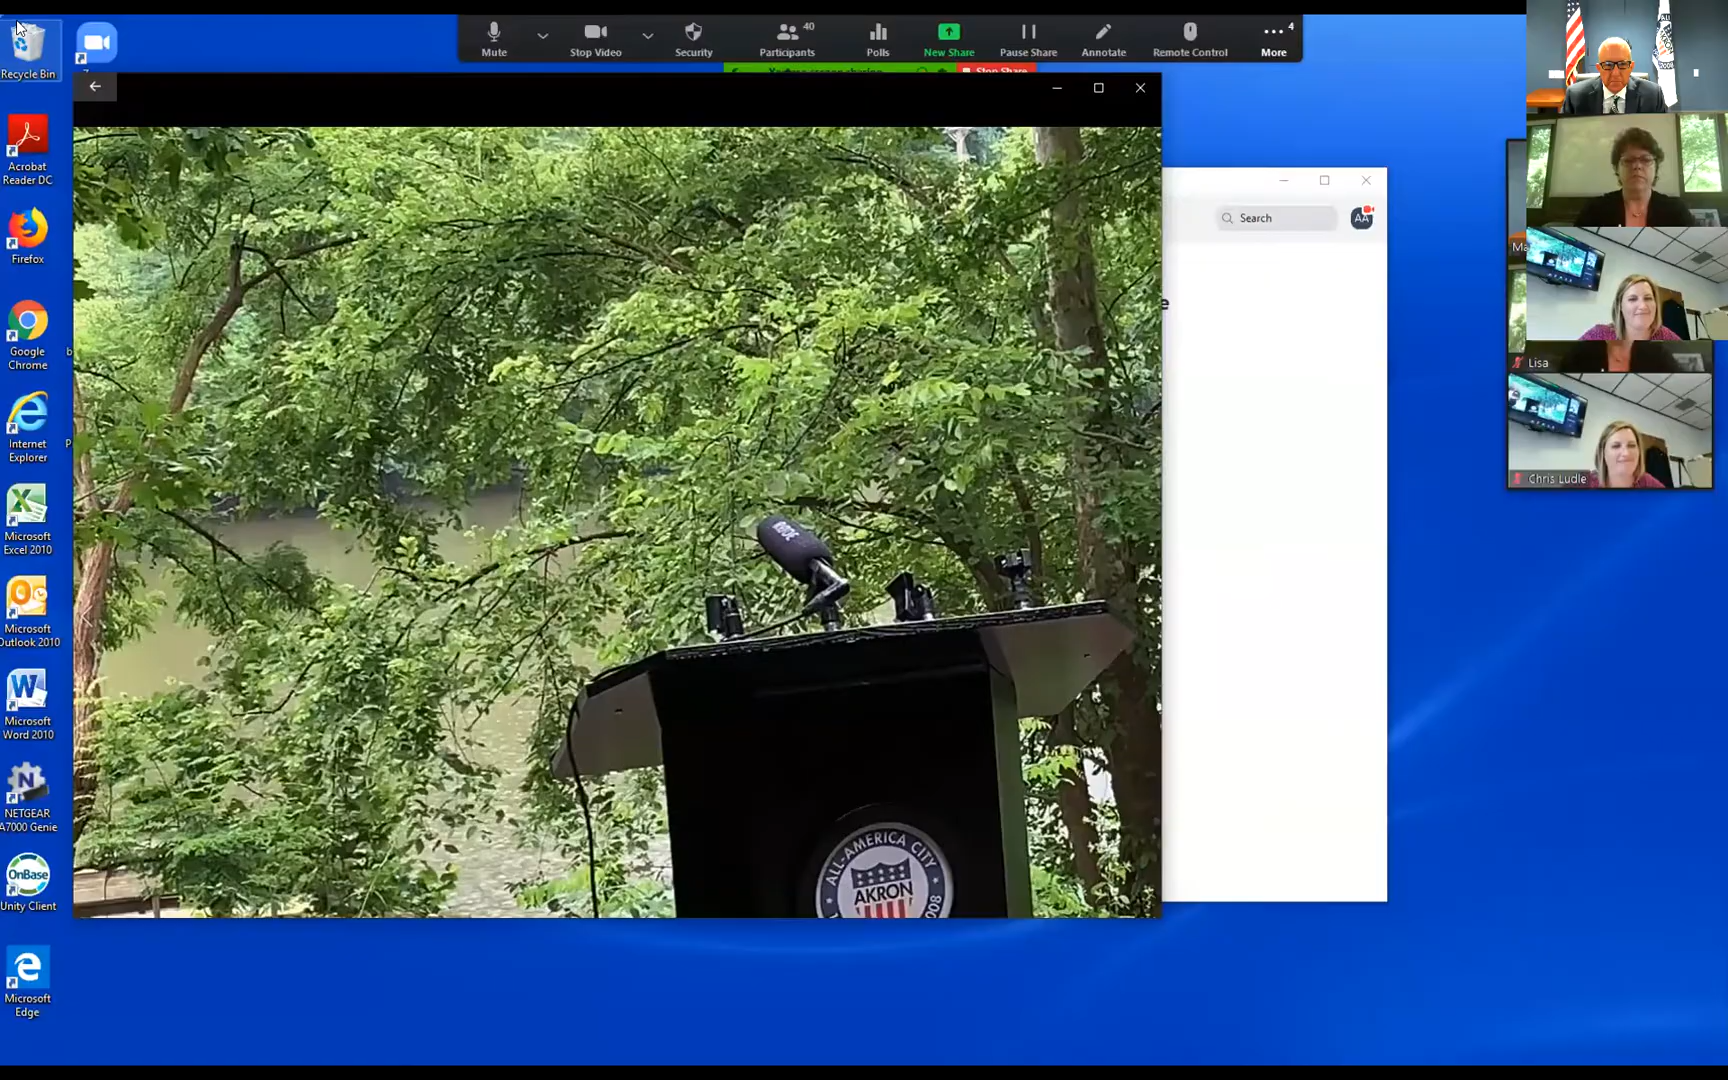 Recycle Bin
Acrobat
Reader DC
Firefox
Google
Chrome
Internet
Explorer
Microsoft
Excel 2010
Microsoft
Outlook 2010
Microsoft
Word 2010
NETGEAR
A7000 Genie
OnBase
Unity Client
Microsoft
Edge
Mute
Stop Video
Security
40
Participants
Polls
New Share
Pause Share
Annotate
Remote Control
4
More
Stop Share
Search
AA
e
Ma
Lisa
Chris Ludle
ALL-AMERICA CITY
AKRON